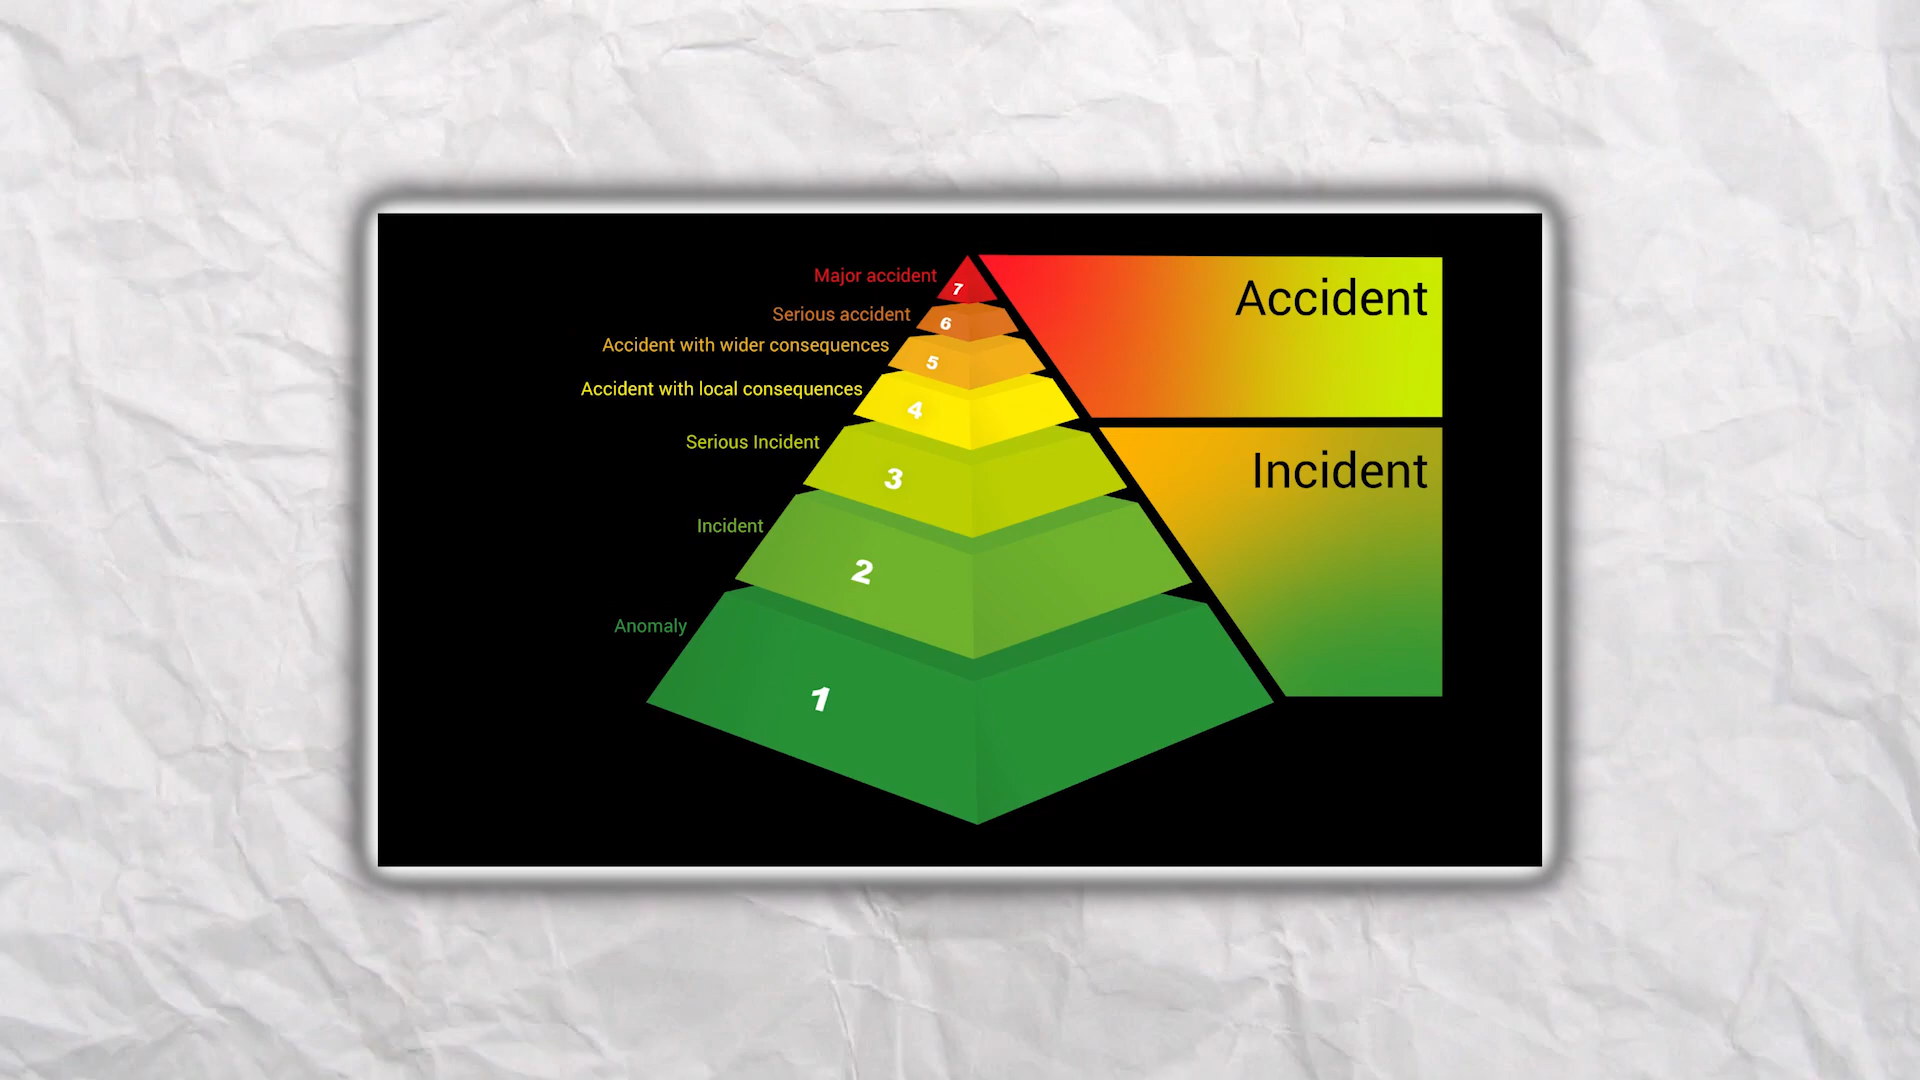 Major accident
7
Serious accident
6
Accident with wider consequences
5
Accident with local consequences
4
Serious Incident
3
Incident
2
Anomaly
1
Accident
Incident